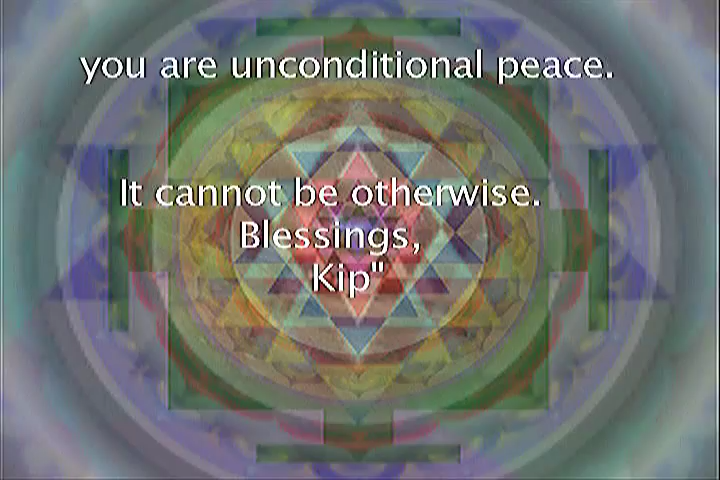 you are unconditional peace.
It cannot be otherwise.
Blessings,
Kip"